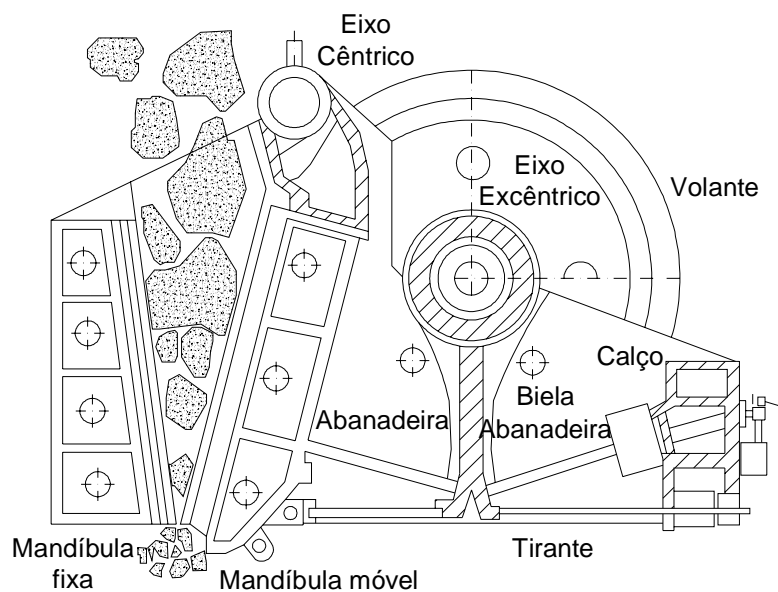 Eixo
Cêntrico
Eixo
Excêntrico
Volante
Calço
Abanadeira
Biela
Abanadeira
Mandíbula
fixa
Mandíbula móvel
Tirante